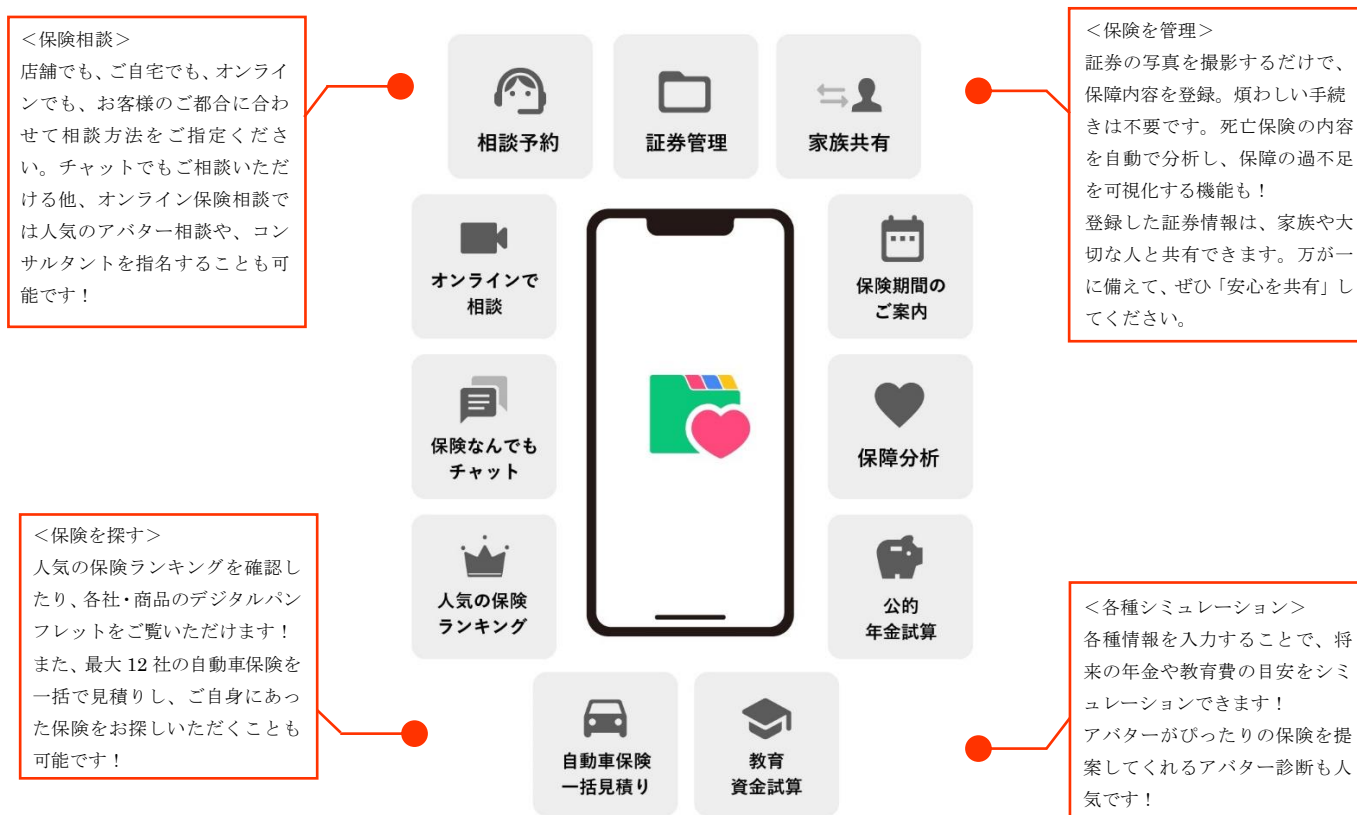 ＜保険相談＞
店舗でも、ご自宅でも、オンライ
ンでも、お客様のご都合に合わ
せて相談方法をご指定くださ
い。チャットでもご相談いただ
ける他、オンライン保険相談で
は人気のアバター相談や、コン
サルタントを指名することも可
能です！
相談予約
証券管理
家族共有
＜保険を管理＞
証券の写真を撮影するだけで、
保障内容を登録。煩わしい手続
きは不要です。死亡保険の内容
を自動で分析し、保障の過不足
を可視化する機能も！
登録した証券情報は、家族や大
切な人と共有できます。万が一
に備えて、ぜひ「安心を共有」し
てください。
オンラインで
相談
保険期間の
ご案内
保険なんでも
チャット
保障分析
人気の保険
ランキング
公的
年金試算
＜保険を探す＞
人気の保険ランキングを確認し
たり、各社・商品のデジタルパン
フレットをご覧いただけます！
また、最大 12 社の自動車保険を
一括で見積りし、ご自身にあっ
た保険をお探しいただくことも
可能です！
自動車保険
一括見積り
教育
資金試算
＜各種シミュレーション＞
各種情報を入力することで、将
来の年金や教育費の目安をシミ
ュレーションできます！
アバターがぴったりの保険を提
案してくれるアバター診断も人
気です！